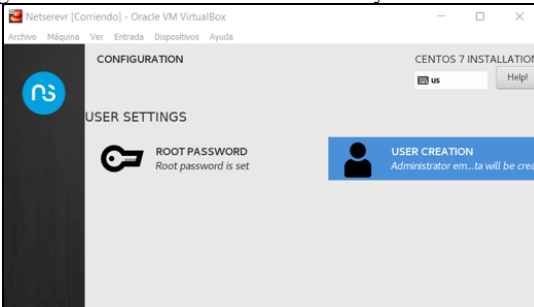 Netserevr [Corriendo] - Oracle VM VirtualBox
Archivo Máquina Ver Entrada Dispositivos Ayuda
CONFIGURATION
CENTOS 7 INSTALLATION
us
Help!
ns
USER SETTINGS
ROOT PASSWORD
Root password is set
USER CREATION
Administrator em...ta will be crea